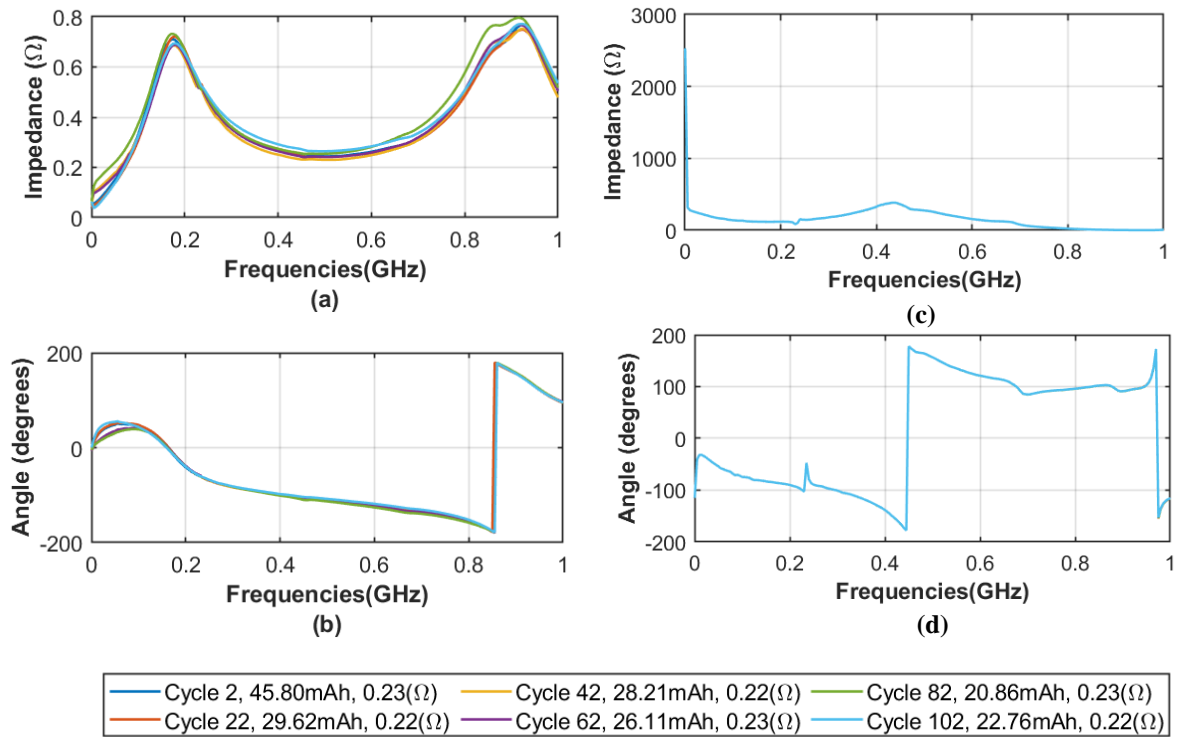 0.8
0.6
0.4
0.2
0
Impedance (Ω)
0 0.2 0.4 0.6 0.8 1
Frequencies(GHz)
(a)
3000
2000
1000
0
Impedance (Ω)
0 0.2 0.4 0.6 0.8 1
Frequencies(GHz)
(c)
200
0
-200
Angle (degrees)
0 0.2 0.4 0.6 0.8 1
Frequencies(GHz)
(b)
200
100
0
-100
-200
Angle (degrees)
0 0.2 0.4 0.6 0.8 1
Frequencies(GHz)
(d)
Cycle 2, 45.80mAh, 0.23(Ω) Cycle 42, 28.21mAh, 0.22(Ω) Cycle 82, 20.86mAh, 0.23(Ω)
Cycle 22, 29.62mAh, 0.22(Ω) Cycle 62, 26.11mAh, 0.23(Ω) Cycle 102, 22.76mAh, 0.22(Ω)